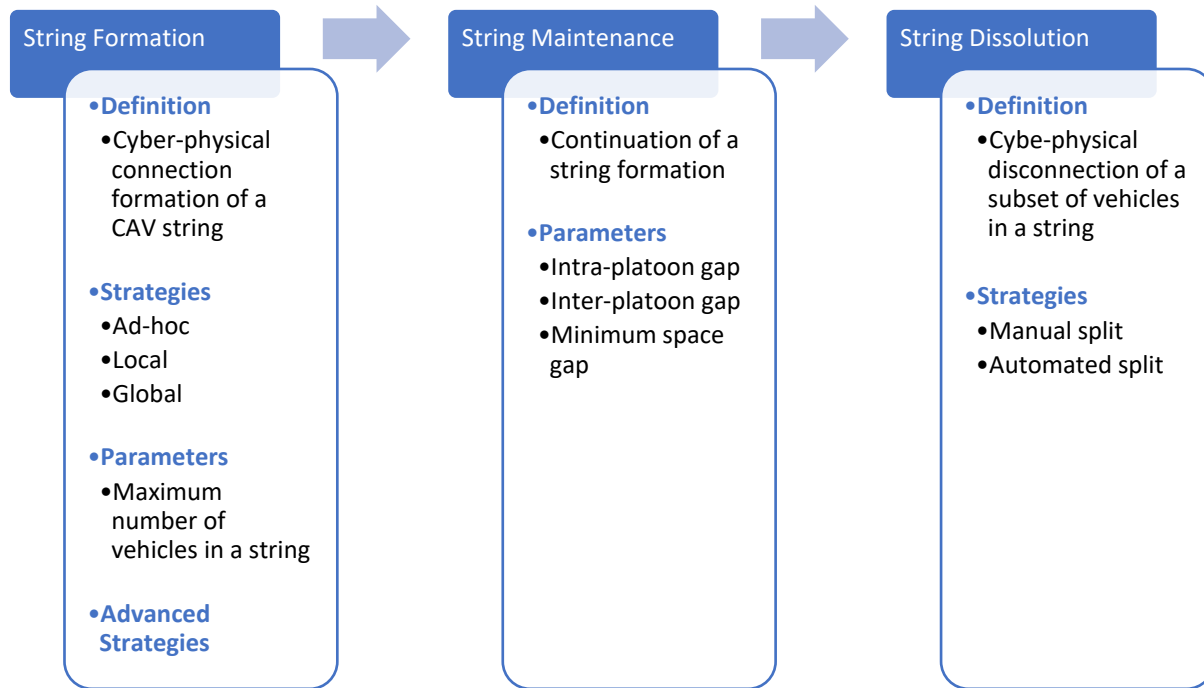 String Formation
•Definition
•Cyber-physical
connection
formation of a
CAV string
•Strategies
•Ad-hoc
•Local
•Global
•Parameters
•Maximum
number of
vehicles in a string
•Advanced
Strategies
String Maintenance
•Definition
•Continuation of a
string formation
•Parameters
•Intra-platoon gap
•Inter-platoon gap
•Minimum space
gap
String Dissolution
•Definition
•Cybe-physical
disconnection of a
subset of vehicles
in a string
•Strategies
•Manual split
•Automated split